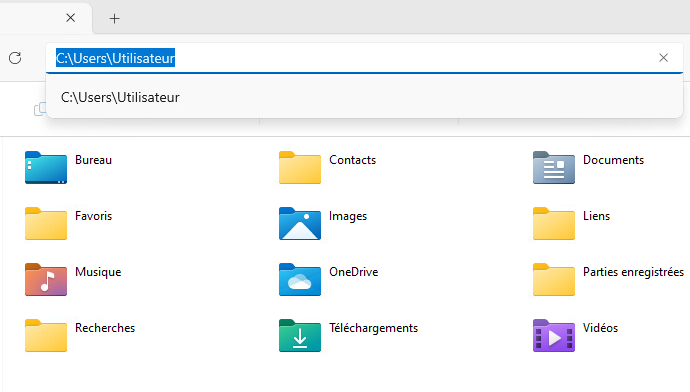 C:\Users\Utilisateur
C:\Users\Utilisateur
Bureau
Contacts
Documents
Favoris
Images
Liens
Musique
OneDrive
Parties enregistrées
Recherches
Téléchargements
Vidéos